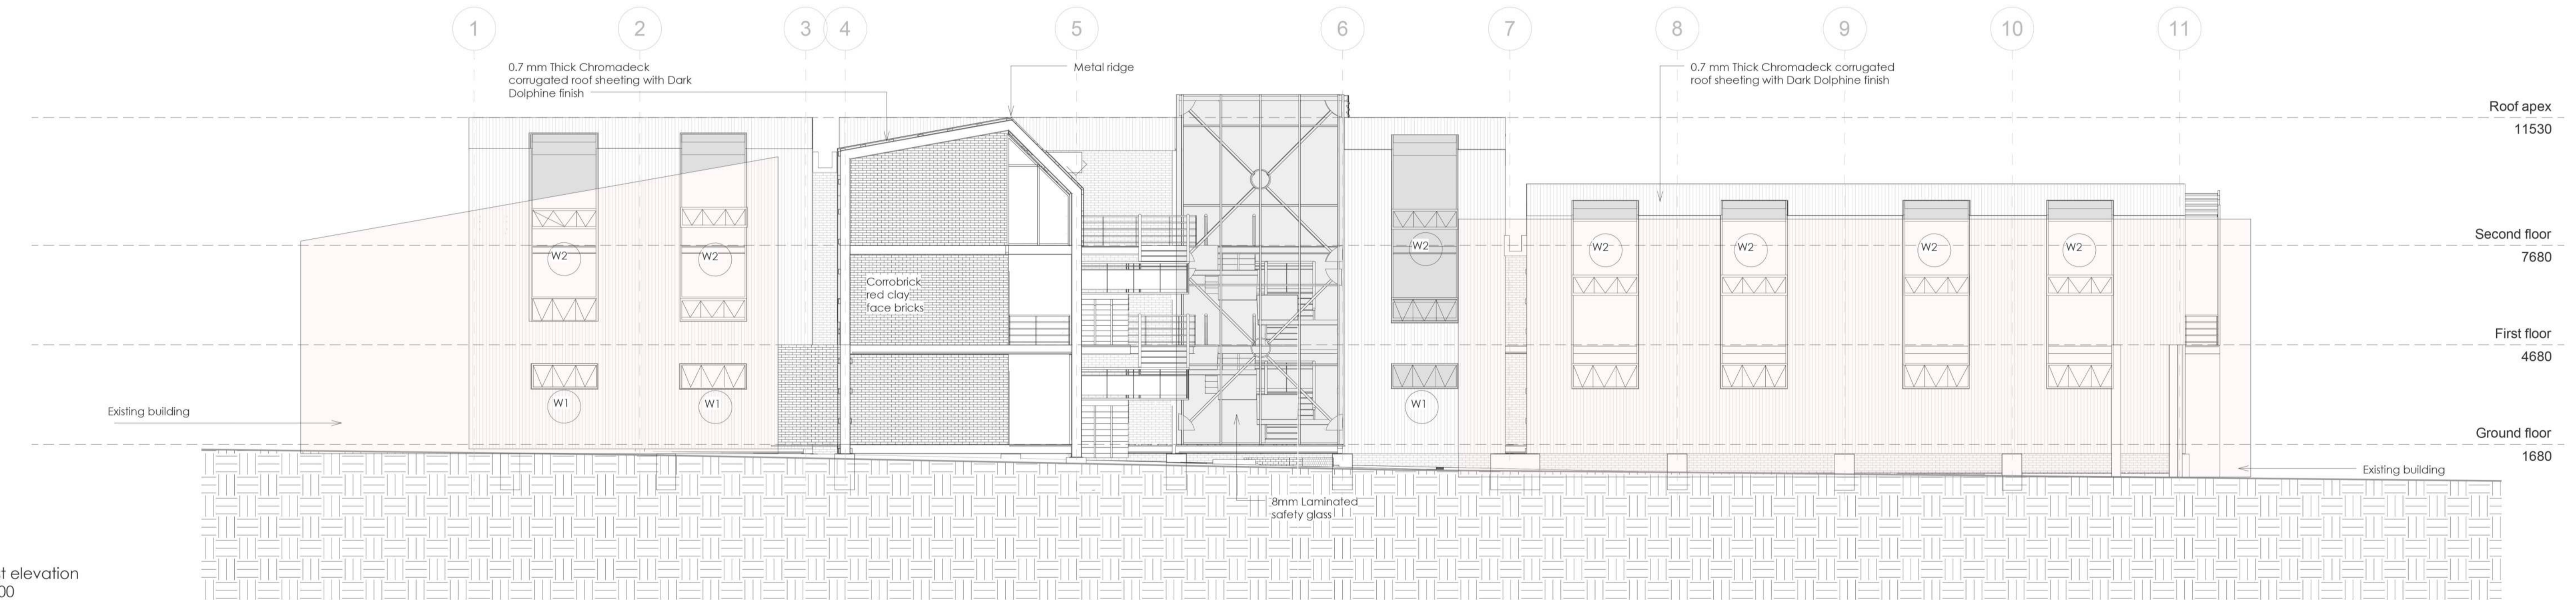 1
2
3
4
5
6
7
8
9
10
11
0.7 mm Thick Chromadeck
corrugated roof sheeting with Dark
Dolphine finish
Metal ridge
0.7 mm Thick Chromadeck corrugated
roof sheeting with Dark Dolphine finish
Roof apex
11530
Second floor
7680
W2
W2
W2
W2
W2
W2
W2
Corrobrick
red clay
face bricks
First floor
4680
W1
W1
W1
Existing building
Ground floor
1680
Existing building
8mm Laminated
safety glass
elevation